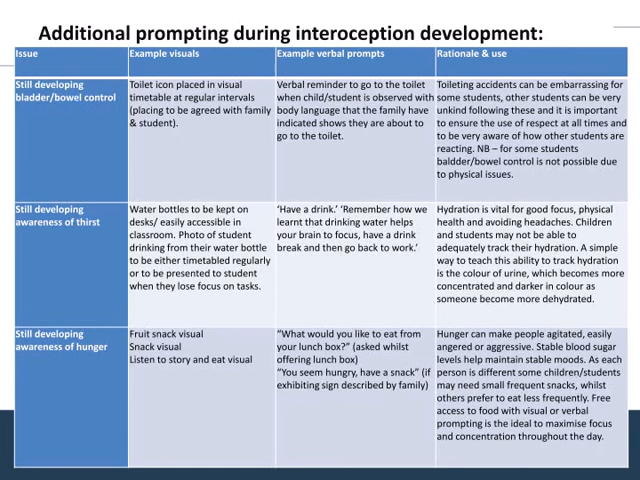 Additional prompting during interoception development:
Issue
Example visuals
Example verbal prompts
Rationale & use
Still developing
bladder/bowel control
Toilet icon placed in visual
timetable at regular intervals
(placing to be agreed with family
& student).
Verbal reminder to go to the toilet
when child/student is observed with
body language that the family have
indicated shows they are about to
go to the toilet.
Toileting accidents can be embarrassing for
some students, other students can be very
unkind following these and it is important
to ensure the use of respect at all times and
to be very aware of how other students are
reacting. NB – for some students
baldder/bowel control is not possible due
to physical issues.
Still developing
awareness of thirst
Water bottles to be kept on
desks/ easily accessible in
classroom. Photo of student
drinking from their water bottle
to be either timetabled regularly
or to be presented to student
when they lose focus on tasks.
‘Have a drink.’ ‘Remember how we
learnt that drinking water helps
your brain to focus, have a drink
break and then go back to work.’
Hydration is vital for good focus, physical
health and avoiding headaches. Children
and students may not be able to
adequately track their hydration. A simple
way to teach this ability to track hydration
is the colour of urine, which becomes more
concentrated and darker in colour as
someone become more dehydrated.
Still developing
awareness of hunger
Fruit snack visual
Snack visual
Listen to story and eat visual
“What would you like to eat from
your lunch box?” (asked whilst
offering lunch box)
“You seem hungry, have a snack” (if
exhibiting sign described by family)
Hunger can make people agitated, easily
angered or aggressive. Stable blood sugar
levels help maintain stable moods. As each
person is different some children/students
may need small frequent snacks, whilst
others prefer to eat less frequently. Free
access to food with visual or verbal
prompting is the ideal to maximise focus
and concentration throughout the day.